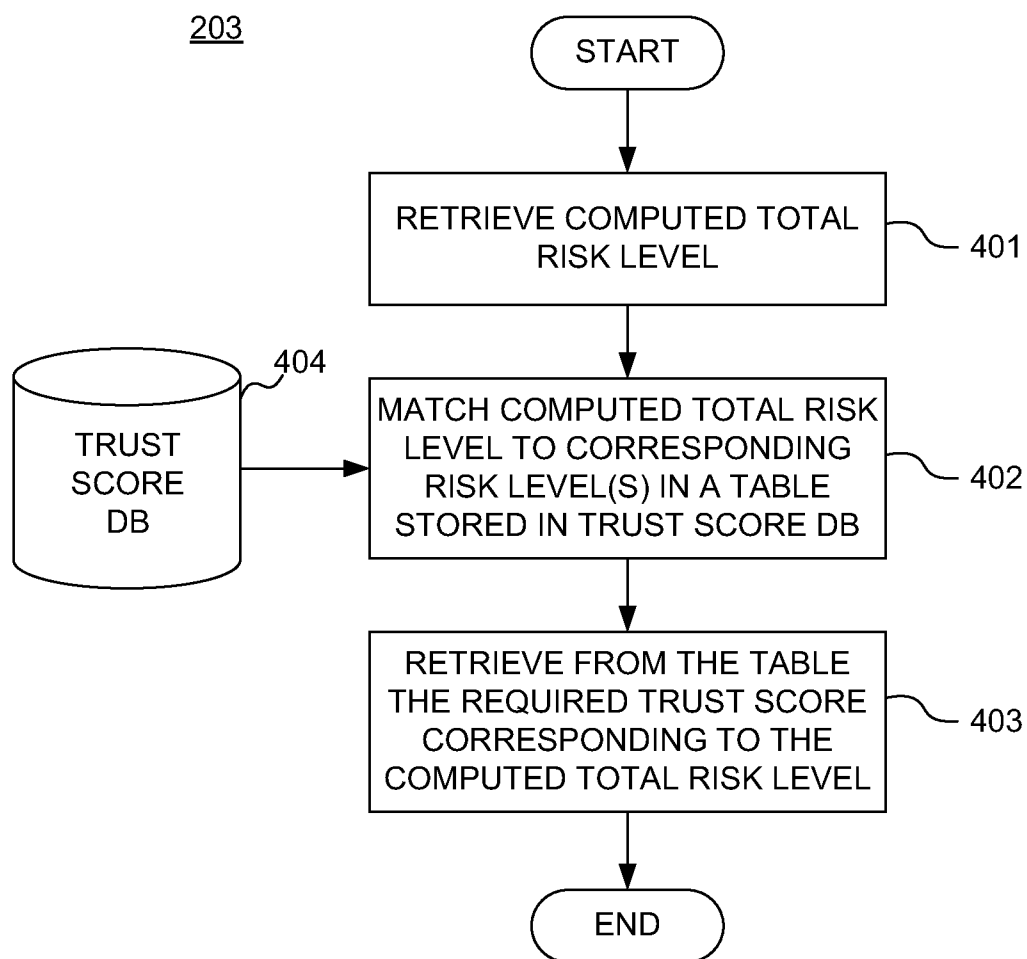 203
START
RETRIEVE COMPUTED TOTAL
RISK LEVEL
401
404
TRUST
SCORE
DB
MATCH COMPUTED TOTAL RISK
LEVEL TO CORRESPONDING
RISK LEVEL(S) IN A TABLE
STORED IN TRUST SCORE DB
402
RETRIEVE FROM THE TABLE
THE REQUIRED TRUST SCORE
CORRESPONDING TO THE
COMPUTED TOTAL RISK LEVEL
403
END